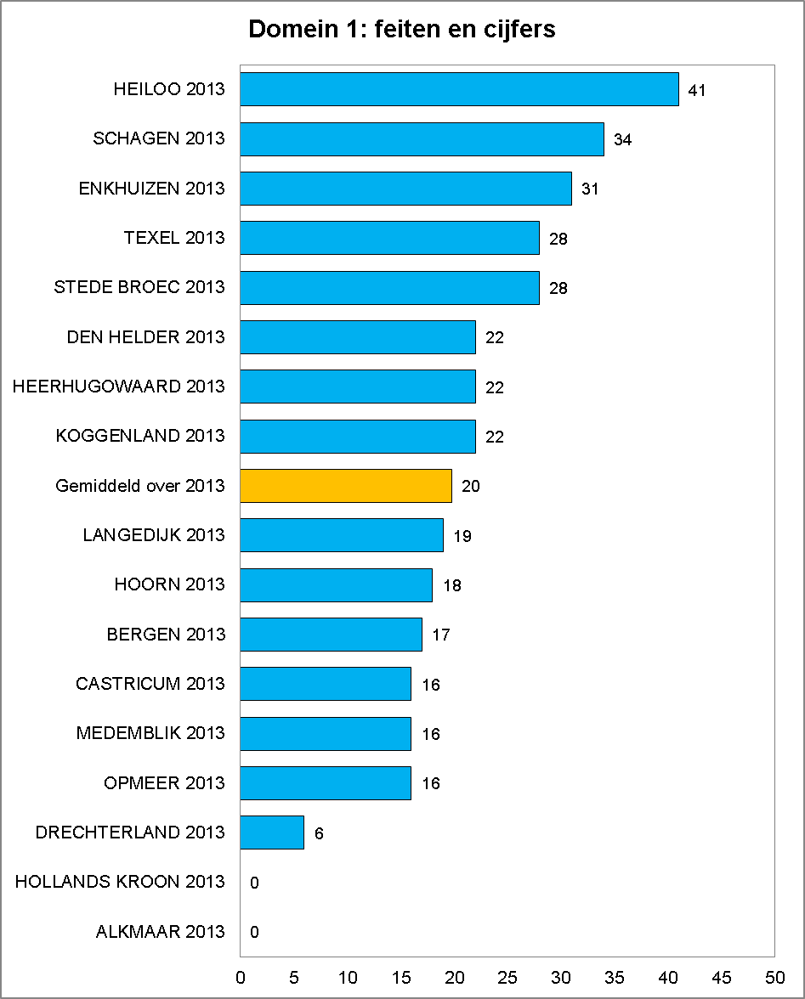 Domein 1: feiten en cijfers
HEILOO 2013 41
SCHAGEN 2013 34
ENKHUIZEN 2013 31
TEXEL 2013 28
STEDE BROEC 2013 28
DEN HELDER 2013 22
HEERHUGOWAARD 2013 22
KOGGENLAND 2013 22
Gemiddeld over 2013 20
LANGEDIJK 2013 19
HOORN 2013 18
BERGEN 2013 17
CASTRICUM 2013 16
MEDEMBLIK 2013 16
OPMEER 2013 16
DRECHTERLAND 2013 6
HOLLANDS KROON 2013 0
ALKMAAR 2013 0
0 5 10 15 20 25 30 35 40 45 50